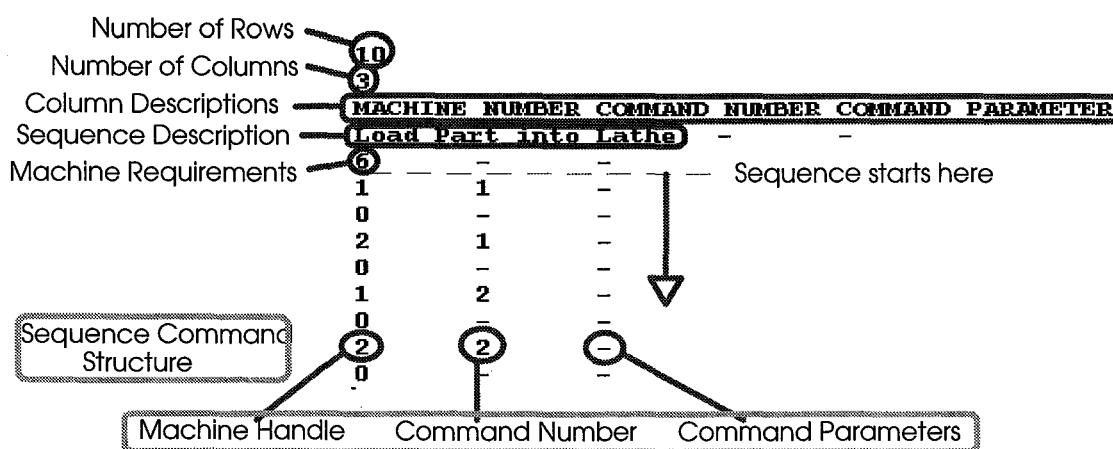 Number of Rows
10
Number of Columns
3
Column Descriptions MACHINE NUMBER COMMAND NUMBER COMMAND PARAMETER
Sequence Description Load Part into Lathe - -
Machine Requirements 6 - -
Sequence starts here
1 1 -
0 - -
2 1 -
0 - -
1 2 -
0 - -
Sequence Command Structure 2 2 -
0 - -
Machine Handle Command Number Command Parameters